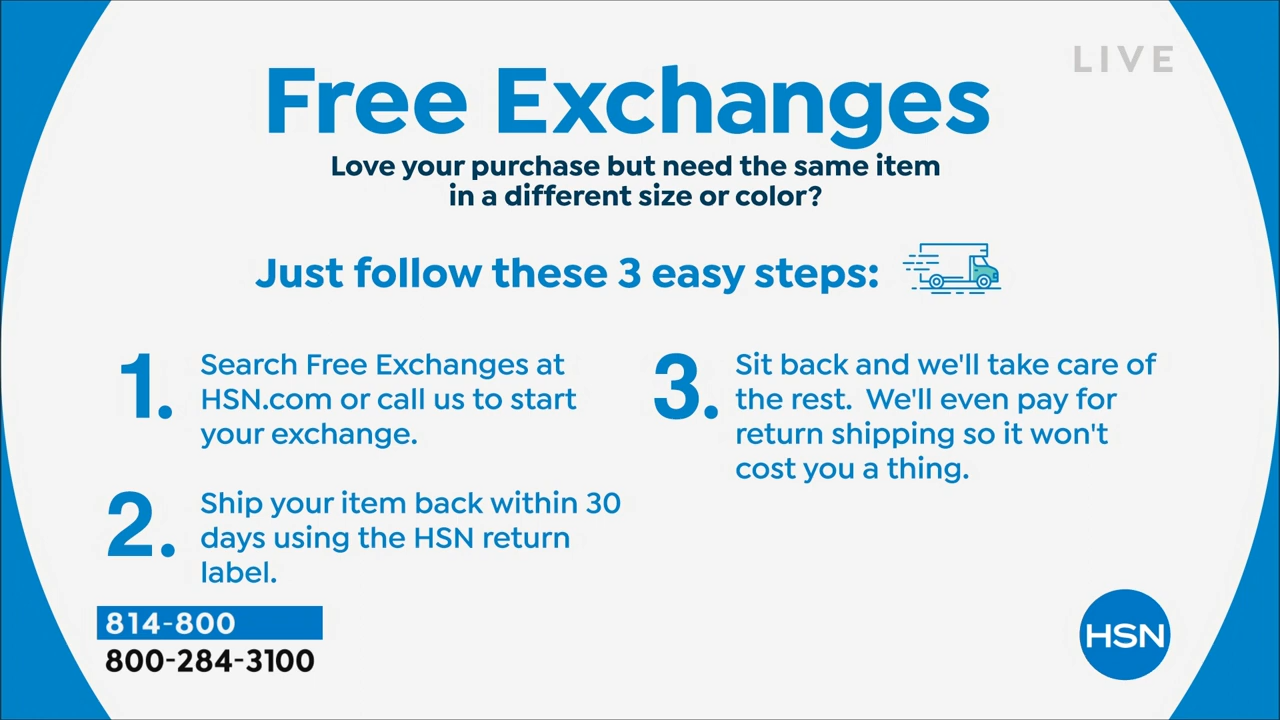 LIVE
Free Exchanges
Love your purchase but need the same item
in a different size or color?
Just follow these 3 easy steps:
1. Search Free Exchanges at
HSN.com or call us to start
your exchange.
2. Ship your item back within 30
days using the HSN return
label.
3. Sit back and we'll take care of
the rest.  We'll even pay for
return shipping so it won't
cost you a thing.
814-800
800-284-3100
HSN